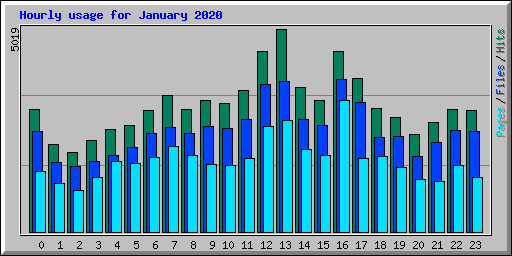 Hourly usage for January 2020
5019
Pages/Files/Hits
0 1 2 3 4 5 6 7 8 9 10 11 12 13 14 15 16 17 18 19 20 21 22 23